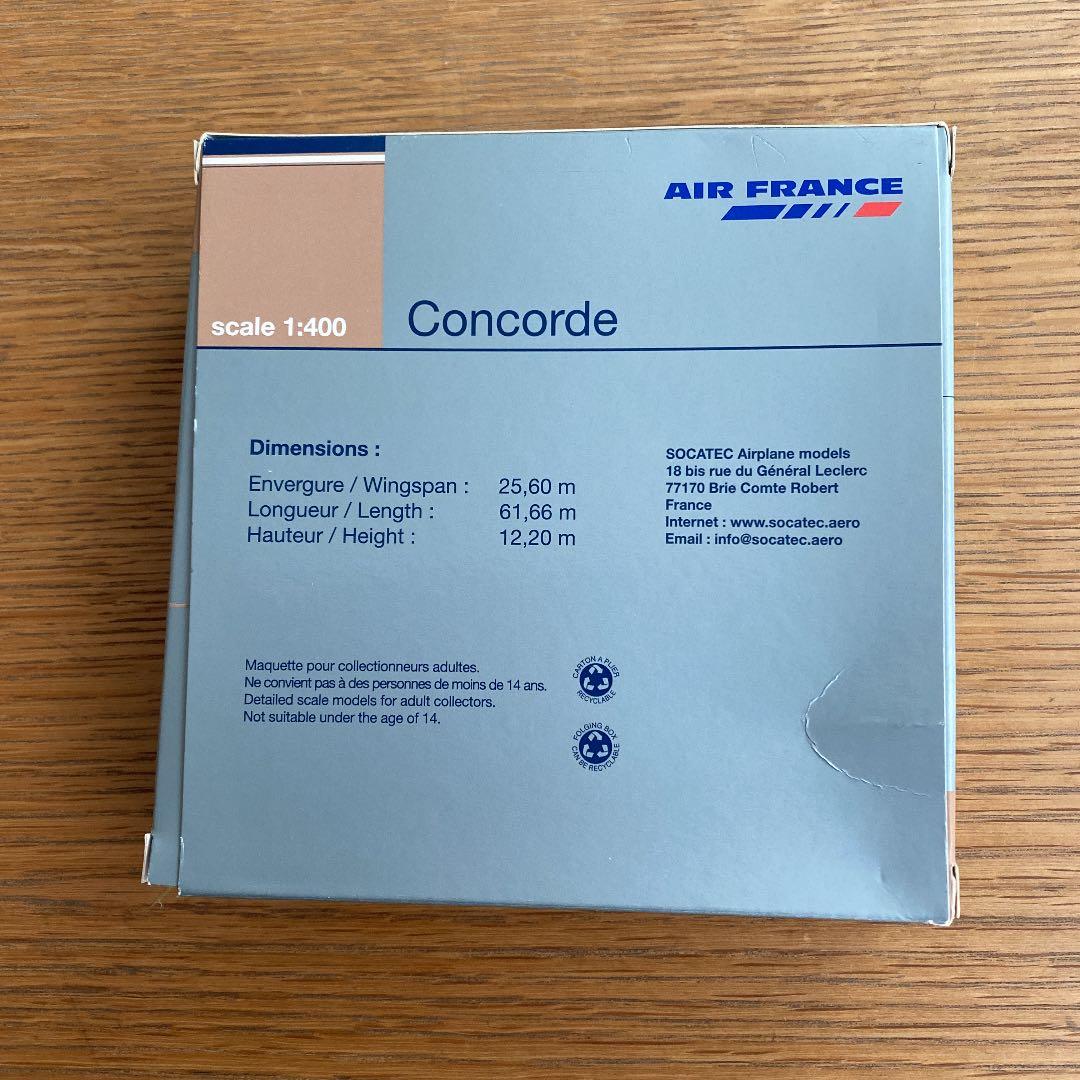 AIR FRANCE
scale 1:400
Concorde
Dimensions :
Envergure / Wingspan : 25,60 m
Longueur / Length : 61,66 m
Hauteur / Height : 12,20 m
SOCATEC Airplane models
18 bis rue du Général Leclerc
77170 Brie Comte Robert
France
Internet : www.socatec.aero
Email : info@socatec.aero
Maquette pour collectionneurs adultes.
Ne convient pas à des personnes de moins de 14 ans.
Detailed scale models for adult collectors.
Not suitable under the age of 14.
CARTON A PLIER
RECYCLABLE
FOLGING BOX
CAN BE RECYCLABLE